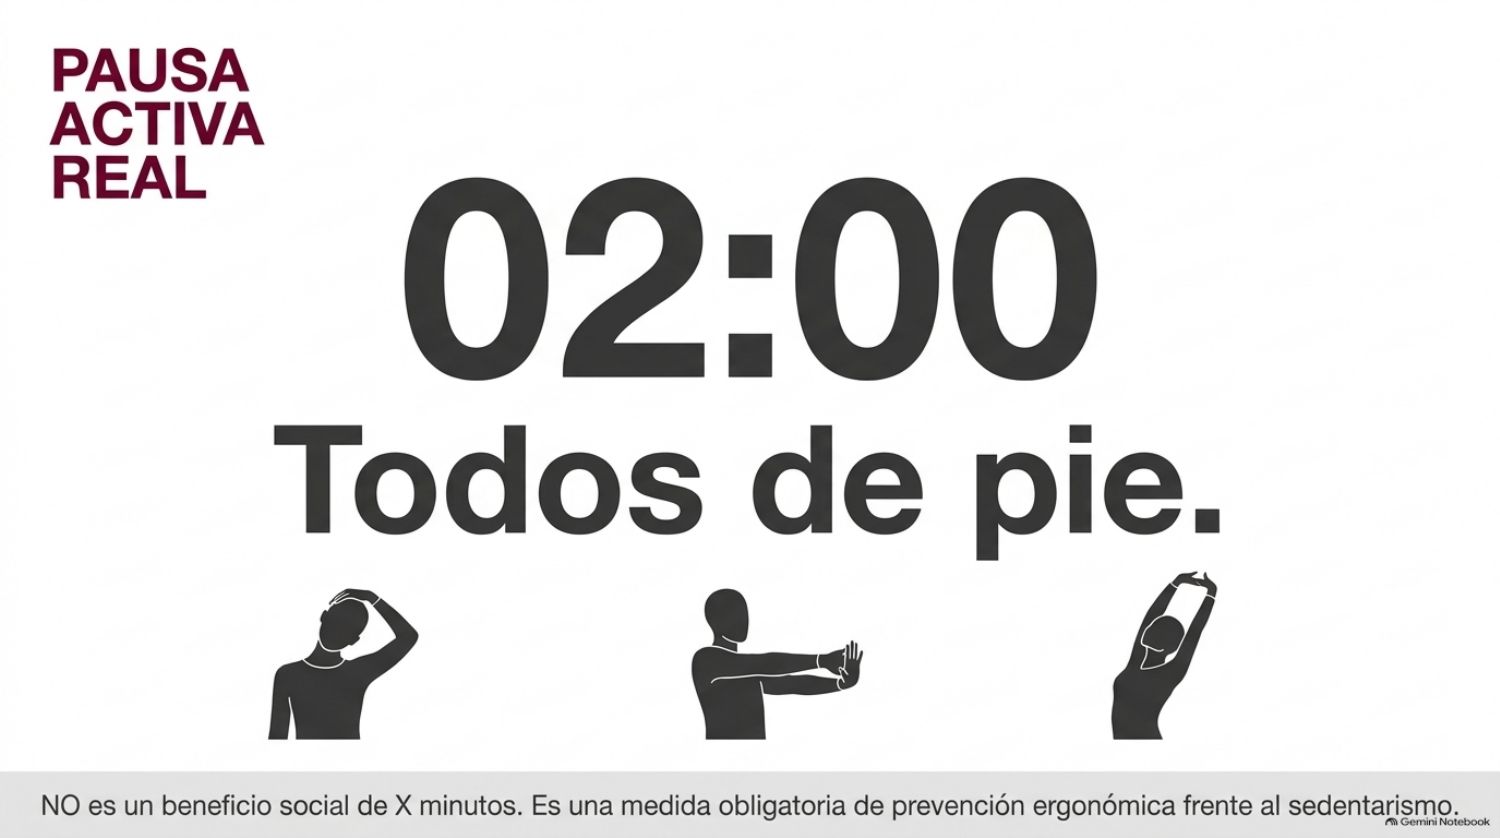 PAUSA
ACTIVA
REAL
02:00
Todos de pie.
NO es un beneficio social de X minutos. Es una medida obligatoria de prevención ergonómica frente al sedentarismo.
Gemini Notebook